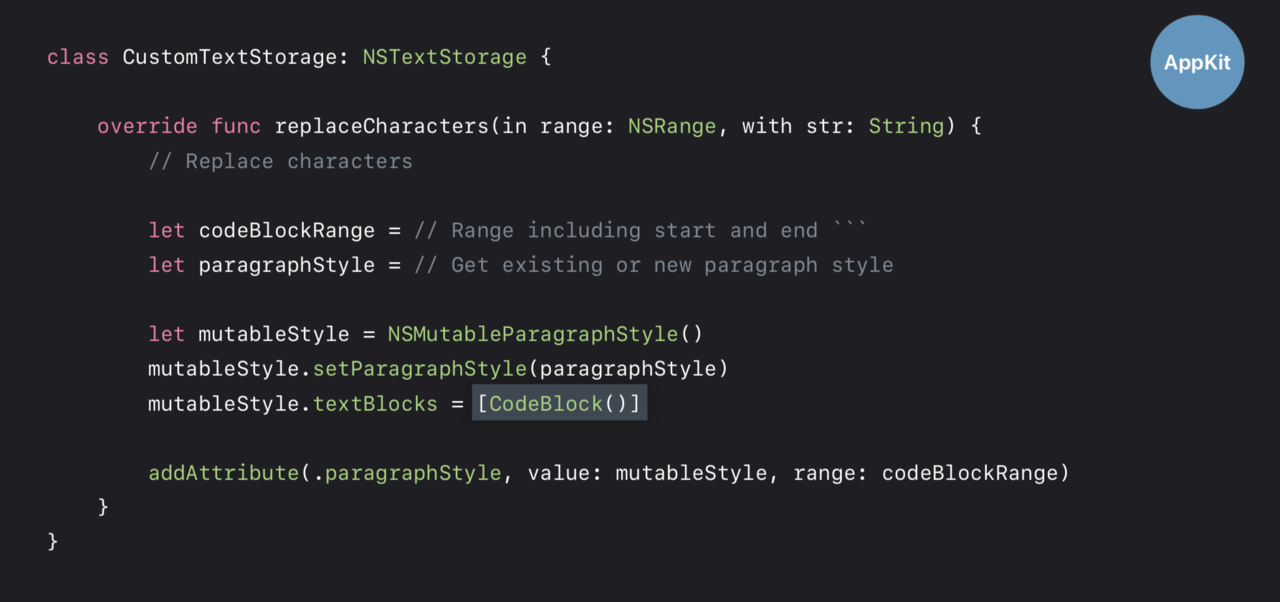 class CustomTextStorage: NSTextStorage {
AppKit
override func replaceCharacters(in range: NSRange, with str: String) {
// Replace characters
let codeBlockRange = // Range including start and end ```
let paragraphStyle = // Get existing or new paragraph style
let mutableStyle = NSMutableParagraphStyle()
mutableStyle.setParagraphStyle(paragraphStyle)
mutableStyle.textBlocks = [CodeBlock()]
addAttribute(.paragraphStyle, value: mutableStyle, range: codeBlockRange)
}
}